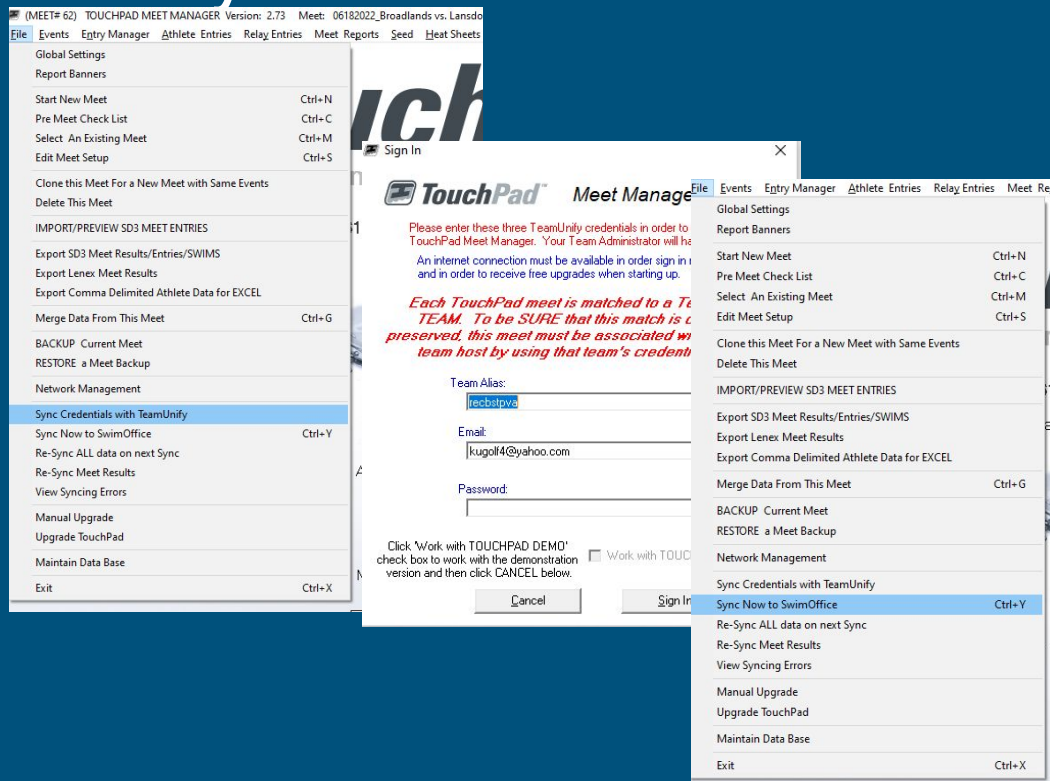 (MEET# 62) TOUCHPAD MEET MANAGER Version: 2.73 Meet: 06182022_Broadlands vs. Lansdo
File Events Entry Manager Athlete Entries Relay Entries Meet Reports Seed Heat Sheets
Global Settings
Report Banners
Start New Meet Ctrl+N
Pre Meet Check List Ctrl+C
Select An Existing Meet Ctrl+M
Edit Meet Setup Ctrl+S
Clone this Meet For a New Meet with Same Events
Delete This Meet
IMPORT/PREVIEW SD3 MEET ENTRIES
Export SD3 Meet Results/Entries/SWIMS
Export Lenex Meet Results
Export Comma Delimited Athlete Data for EXCEL
Merge Data From This Meet Ctrl+G
BACKUP Current Meet
RESTORE a Meet Backup
Network Management
Sync Credentials with TeamUnify
Sync Now to SwimOffice Ctrl+Y
Re-Sync ALL data on next Sync
Re-Sync Meet Results
View Syncing Errors
Manual Upgrade
Upgrade TouchPad
Maintain Data Base
Exit Ctrl+X
uch
Sign In
TouchPad™ Meet Manage
Please enter these three TeamUnify credentials in order to
TouchPad Meet Manager. Your Team Administrator will ha
An internet connection must be available in order sign in
and in order to receive free upgrades when starting up.
Each TouchPad meet is matched to a
TEAM. To be SURE that this match is
preserved, this meet must be associated
team host by using that team's
Team Alias:
recbstpva
Email:
kugolf4@yahoo.com
Password:
Click 'Work with TOUCHPAD DEMO'
check box to work with the demonstration
version and then click CANCEL below.
Work with TOUC
Cancel Sign In
File Events Entry Manager Athlete Entries Relay Entries Meet Re
Global Settings
Report Banners
Start New Meet Ctrl+N
Pre Meet Check List Ctrl+C
Select An Existing Meet Ctrl+M
Edit Meet Setup Ctrl+S
Clone this Meet For a New Meet with Same Events
Delete This Meet
IMPORT/PREVIEW SD3 MEET ENTRIES
Export SD3 Meet Results/Entries/SWIMS
Export Lenex Meet Results
Export Comma Delimited Athlete Data for EXCEL
Merge Data From This Meet Ctrl+G
BACKUP Current Meet
RESTORE a Meet Backup
Network Management
Sync Credentials with TeamUnify
Sync Now to SwimOffice Ctrl+Y
Re-Sync ALL data on next Sync
Re-Sync Meet Results
View Syncing Errors
Manual Upgrade
Upgrade TouchPad
Maintain Data Base
Exit Ctrl+X